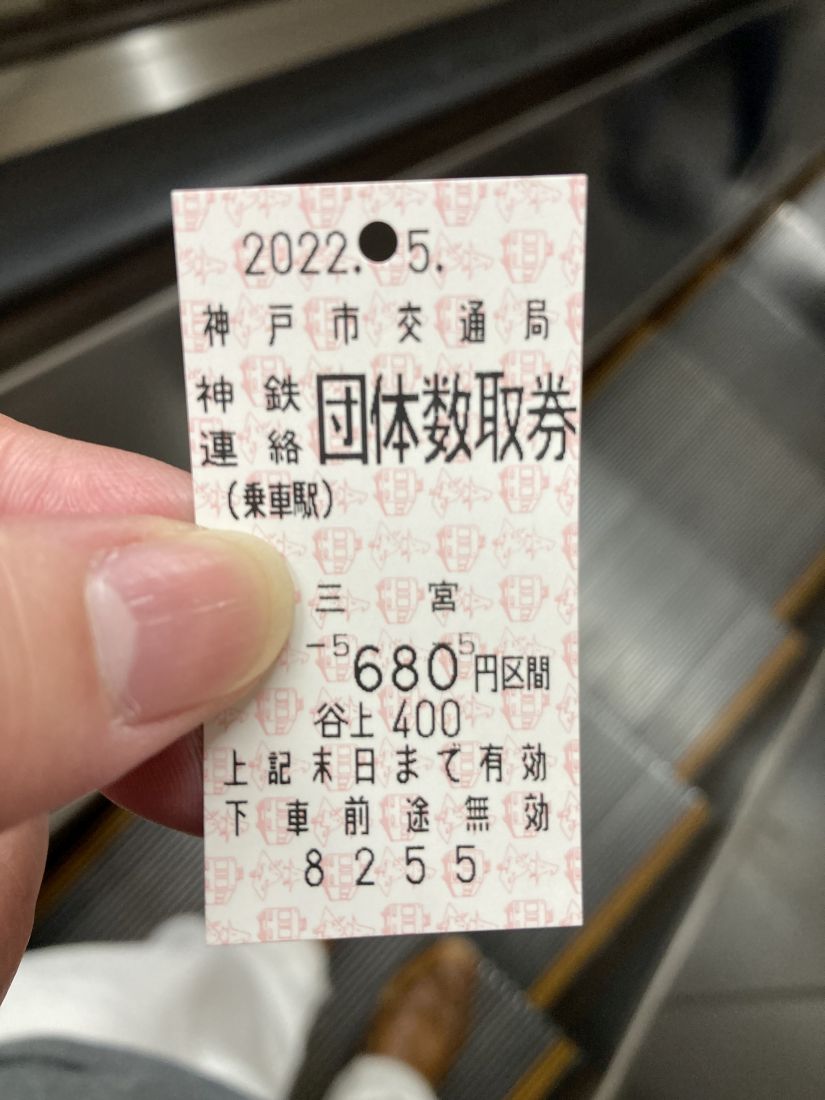 2022. 5.
神戸市交通局
神鉄連絡 団体数取券
(乗車駅)
三宮
-5 680 -5 円区間
谷上 400
上記末日まで有効
下車前途無効
8255